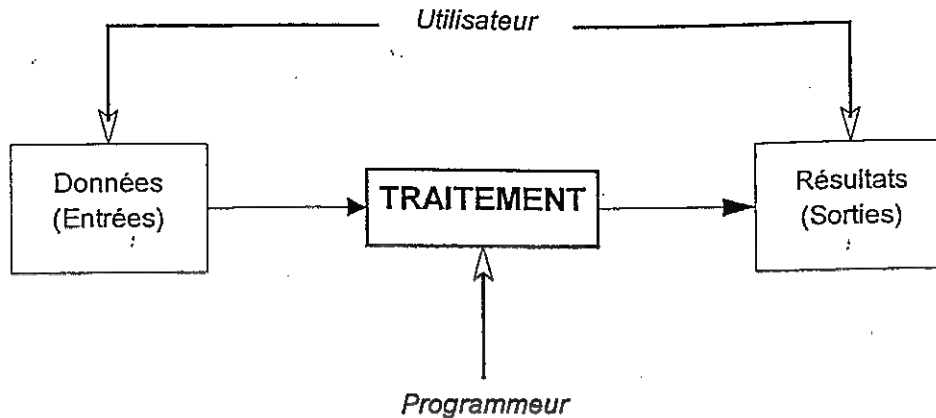 Utilisateur
Données
(Entrées)
TRAITEMENT
Résultats
(Sorties)
Programmeur